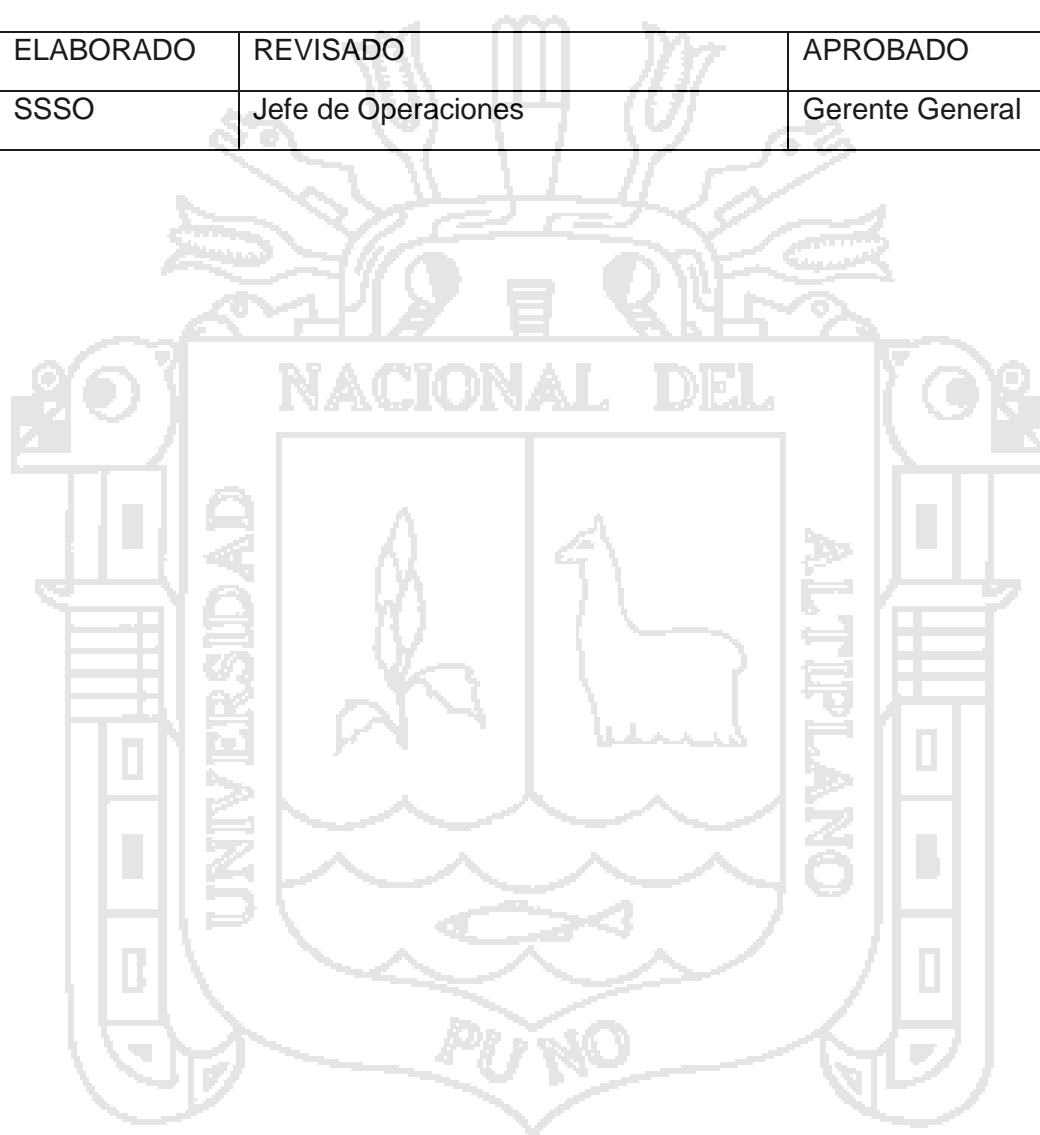 ELABORADO REVISADO APROBADO
SSSO Jefe de Operaciones Gerente General
NACIONAL DEL
UNIVERSIDAD
ALTIPLANO
PUNO